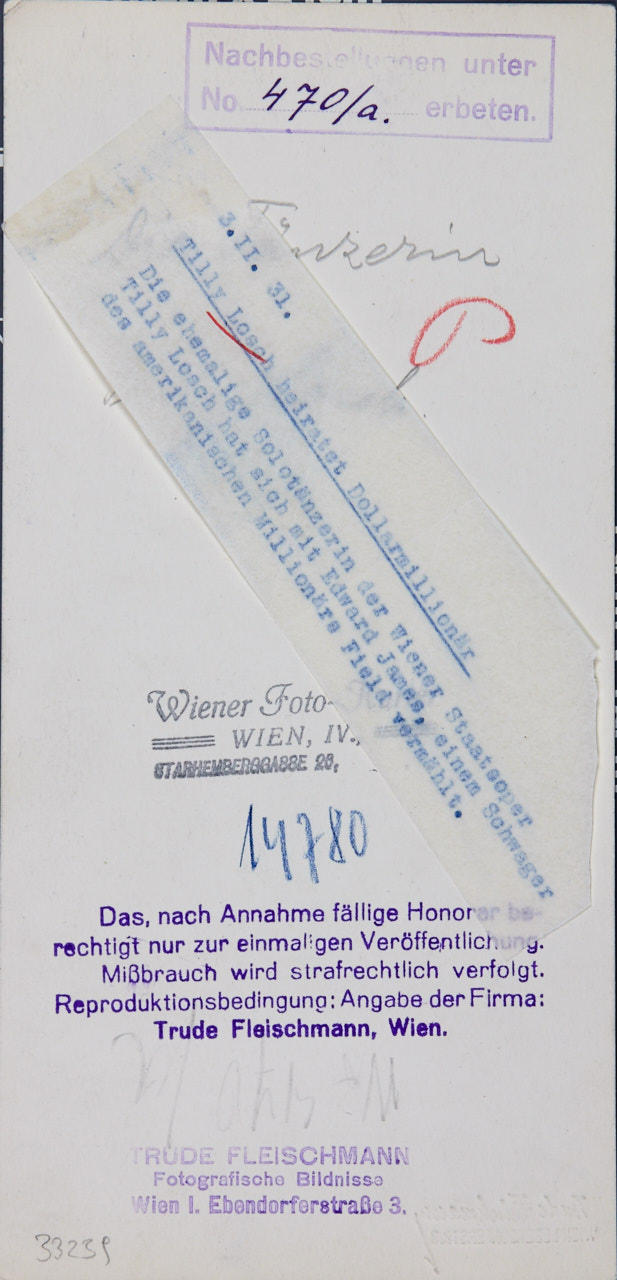 Nachbestellungen unter
No. 470/a. erbeten.
Tänzerin
3.II. 31.
Tilly Losch heiratet Dollarmillionär
Die ehemalige Solotänzerin der Wiener Staatsoper
Tilly Losch hat sich mit Edward James, einem Schwager
des amerikanischen Millionärs Field vermählt.
P
Wiener Foto-
WIEN, IV.,
STARHEMBERGGASSE 26,
14780
Das, nach Annahme fällige Honorar be-
rechtigt nur zur einmaligen Veröffentlichung.
Mißbrauch wird strafrechtlich verfolgt.
Reproduktionsbedingung: Angabe der Firma:
Trude Fleischmann, Wien.
TRUDE FLEISCHMANN
Fotografische Bildnisse
Wien I. Ebendorferstraße 3.
33239